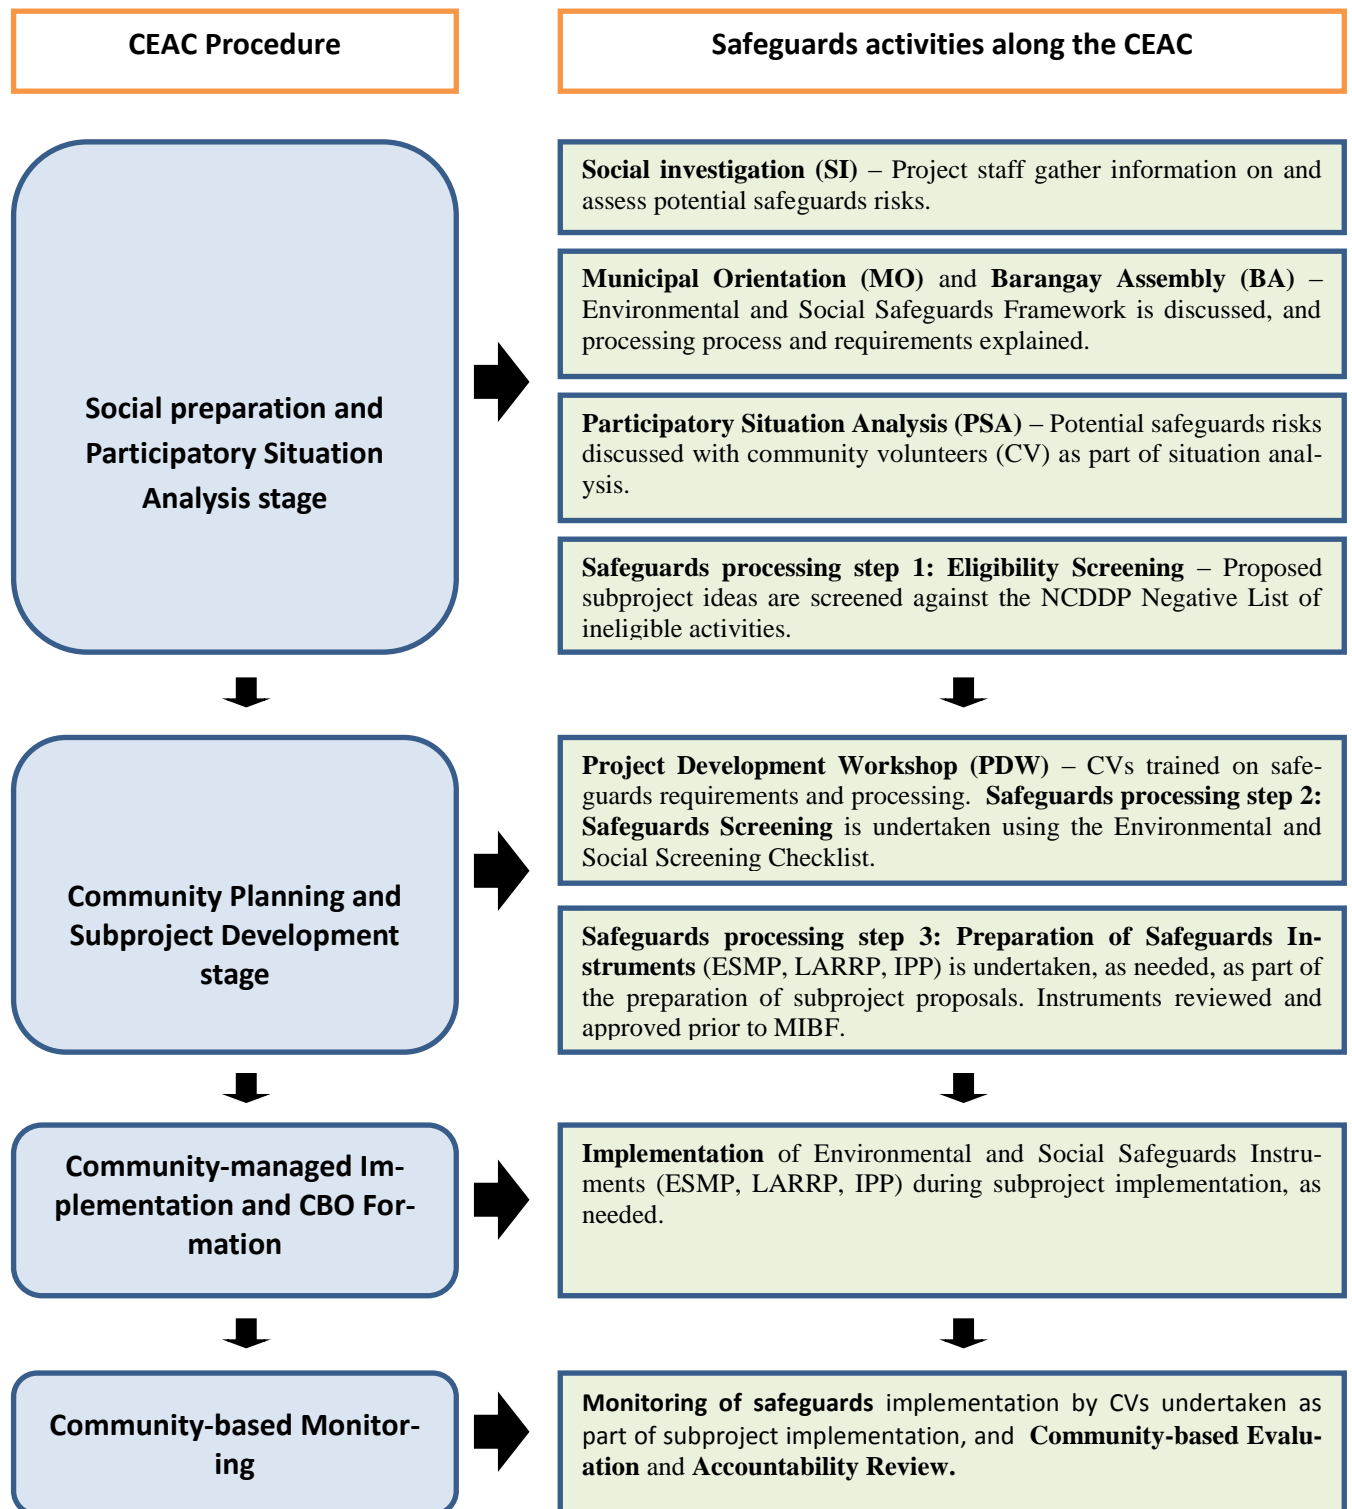 CEAC Procedure
Safeguards activities along the CEAC
Social preparation and
Participatory Situation
Analysis stage
Social investigation (SI) – Project staff gather information on and
assess potential safeguards risks.
Municipal Orientation (MO) and Barangay Assembly (BA) –
Environmental and Social Safeguards Framework is discussed, and
processing process and requirements explained.
Participatory Situation Analysis (PSA) – Potential safeguards risks
discussed with community volunteers (CV) as part of situation anal-
ysis.
Safeguards processing step 1: Eligibility Screening – Proposed
subproject ideas are screened against the NCDDP Negative List of
ineligible activities.
Community Planning and
Subproject Development
stage
Project Development Workshop (PDW) – CVs trained on safe-
guards requirements and processing. Safeguards processing step 2:
Safeguards Screening is undertaken using the Environmental and
Social Screening Checklist.
Safeguards processing step 3: Preparation of Safeguards In-
struments (ESMP, LARRP, IPP) is undertaken, as needed, as part of
the preparation of subproject proposals. Instruments reviewed and
approved prior to MIBF.
Community-managed Im-
plementation and CBO For-
mation
Implementation of Environmental and Social Safeguards Instru-
ments (ESMP, LARRP, IPP) during subproject implementation, as
needed.
Community-based Monitor-
ing
Monitoring of safeguards implementation by CVs undertaken as
part of subproject implementation, and Community-based Evalu-
ation and Accountability Review.